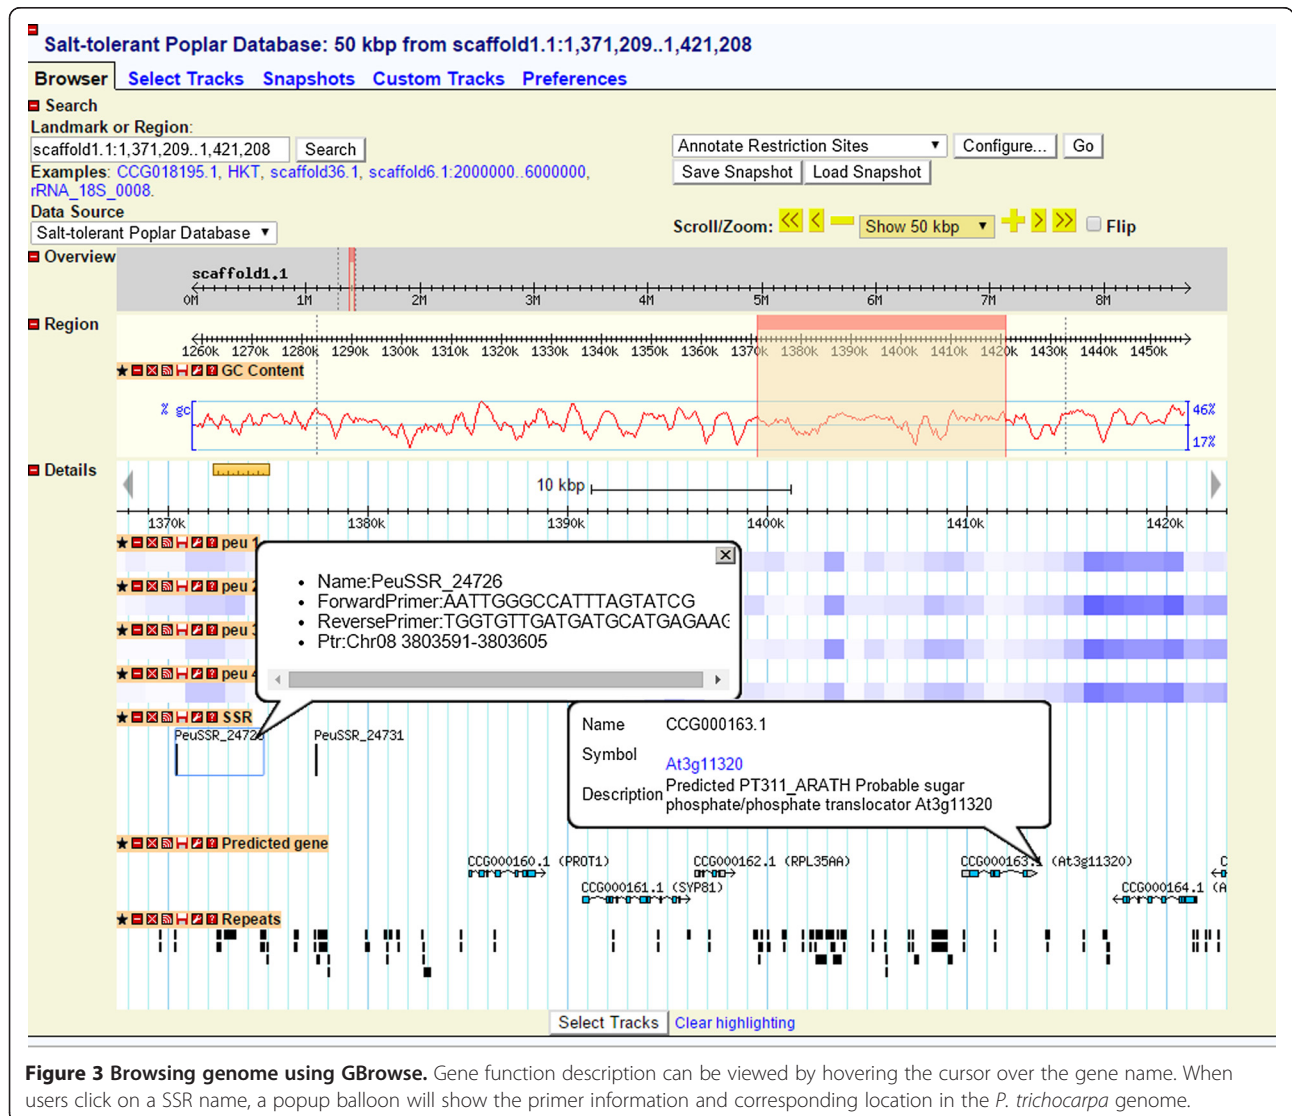 Salt-tolerant Poplar Database: 50 kbp from scaffold1.1:1,371,209..1,421,208
Browser Select Tracks Snapshots Custom Tracks Preferences
Search
Landmark or Region:
scaffold1.1:1,371,209..1,421,208 Search
Annotate Restriction Sites Configure... Go
Examples: CCG018195.1, HKT, scaffold36.1, scaffold6.1:2000000..6000000,
rRNA_18S_0008.
Save Snapshot Load Snapshot
Data Source
Salt-tolerant Poplar Database
Scroll/Zoom: << < Show 50 kbp > >> Flip
Overview
scaffold1.1
0M 1M 2M 3M 4M 5M 6M 7M 8M
Region
1260k 1270k 1280k 1290k 1300k 1310k 1320k 1330k 1340k 1350k 1360k 1370k 1380k 1390k 1400k 1410k 1420k 1430k 1440k 1450k
GC Content
% gc 46%
17%
Details
10 kbp
1370k 1380k 1390k 1400k 1410k 1420k
peu 1
peu 2
peu 3
peu 4
Name:PeuSSR_24726
ForwardPrimer:AATTGGGCCATTTAGTATCG
ReversePrimer:TGGTGTTGATGATGCATGAGAAG
Ptr:Chr08 3803591-3803605
SSR
PeuSSR_2472 PeuSSR_24731
Name CCG000163.1
Symbol At3g11320
Description Predicted PT311_ARATH Probable sugar
phosphate/phosphate translocator At3g11320
Predicted gene
CCG000160.1 (PROT1) CCG000162.1 (RPL35AA) CCG000163.1 (At3g11320) C
CCG000161.1 (SYP81) CCG000164.1 (A
Repeats
Select Tracks Clear highlighting
Figure 3 Browsing genome using GBrowse. Gene function description can be viewed by hovering the cursor over the gene name. When
users click on a SSR name, a popup balloon will show the primer information and corresponding location in the P. trichocarpa genome.